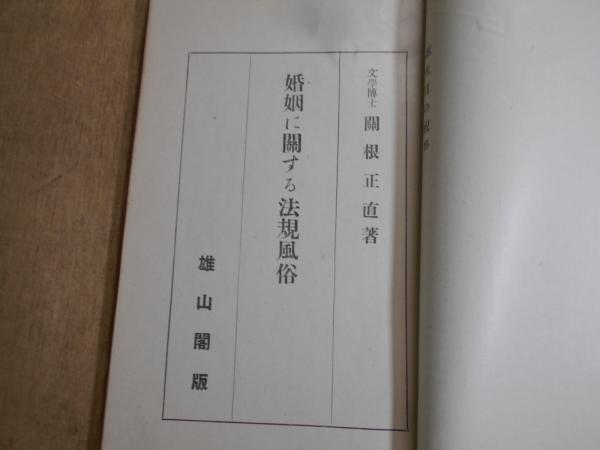 文學博士 關根正直著
婚姻に關する法規風俗
雄山閣版